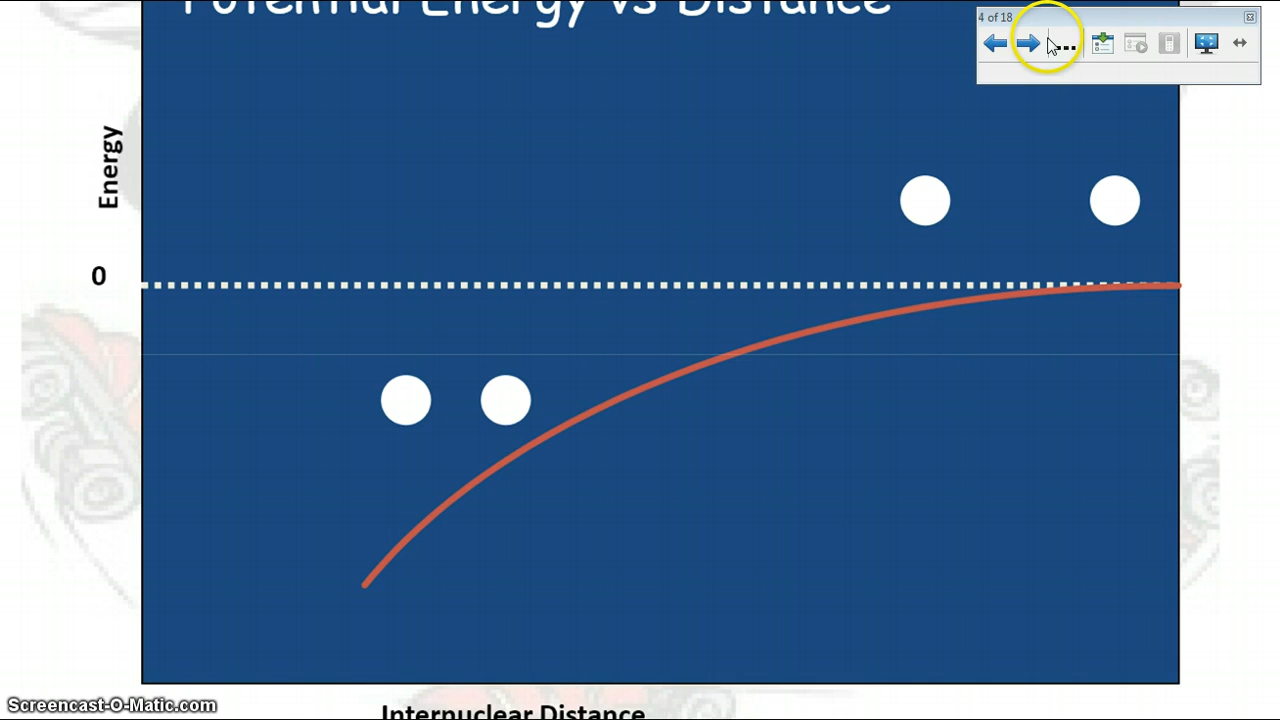 Potential Energy vs Distance
4 of 18
Energy
0
Internuclear Distance
Screencast-O-Matic.com